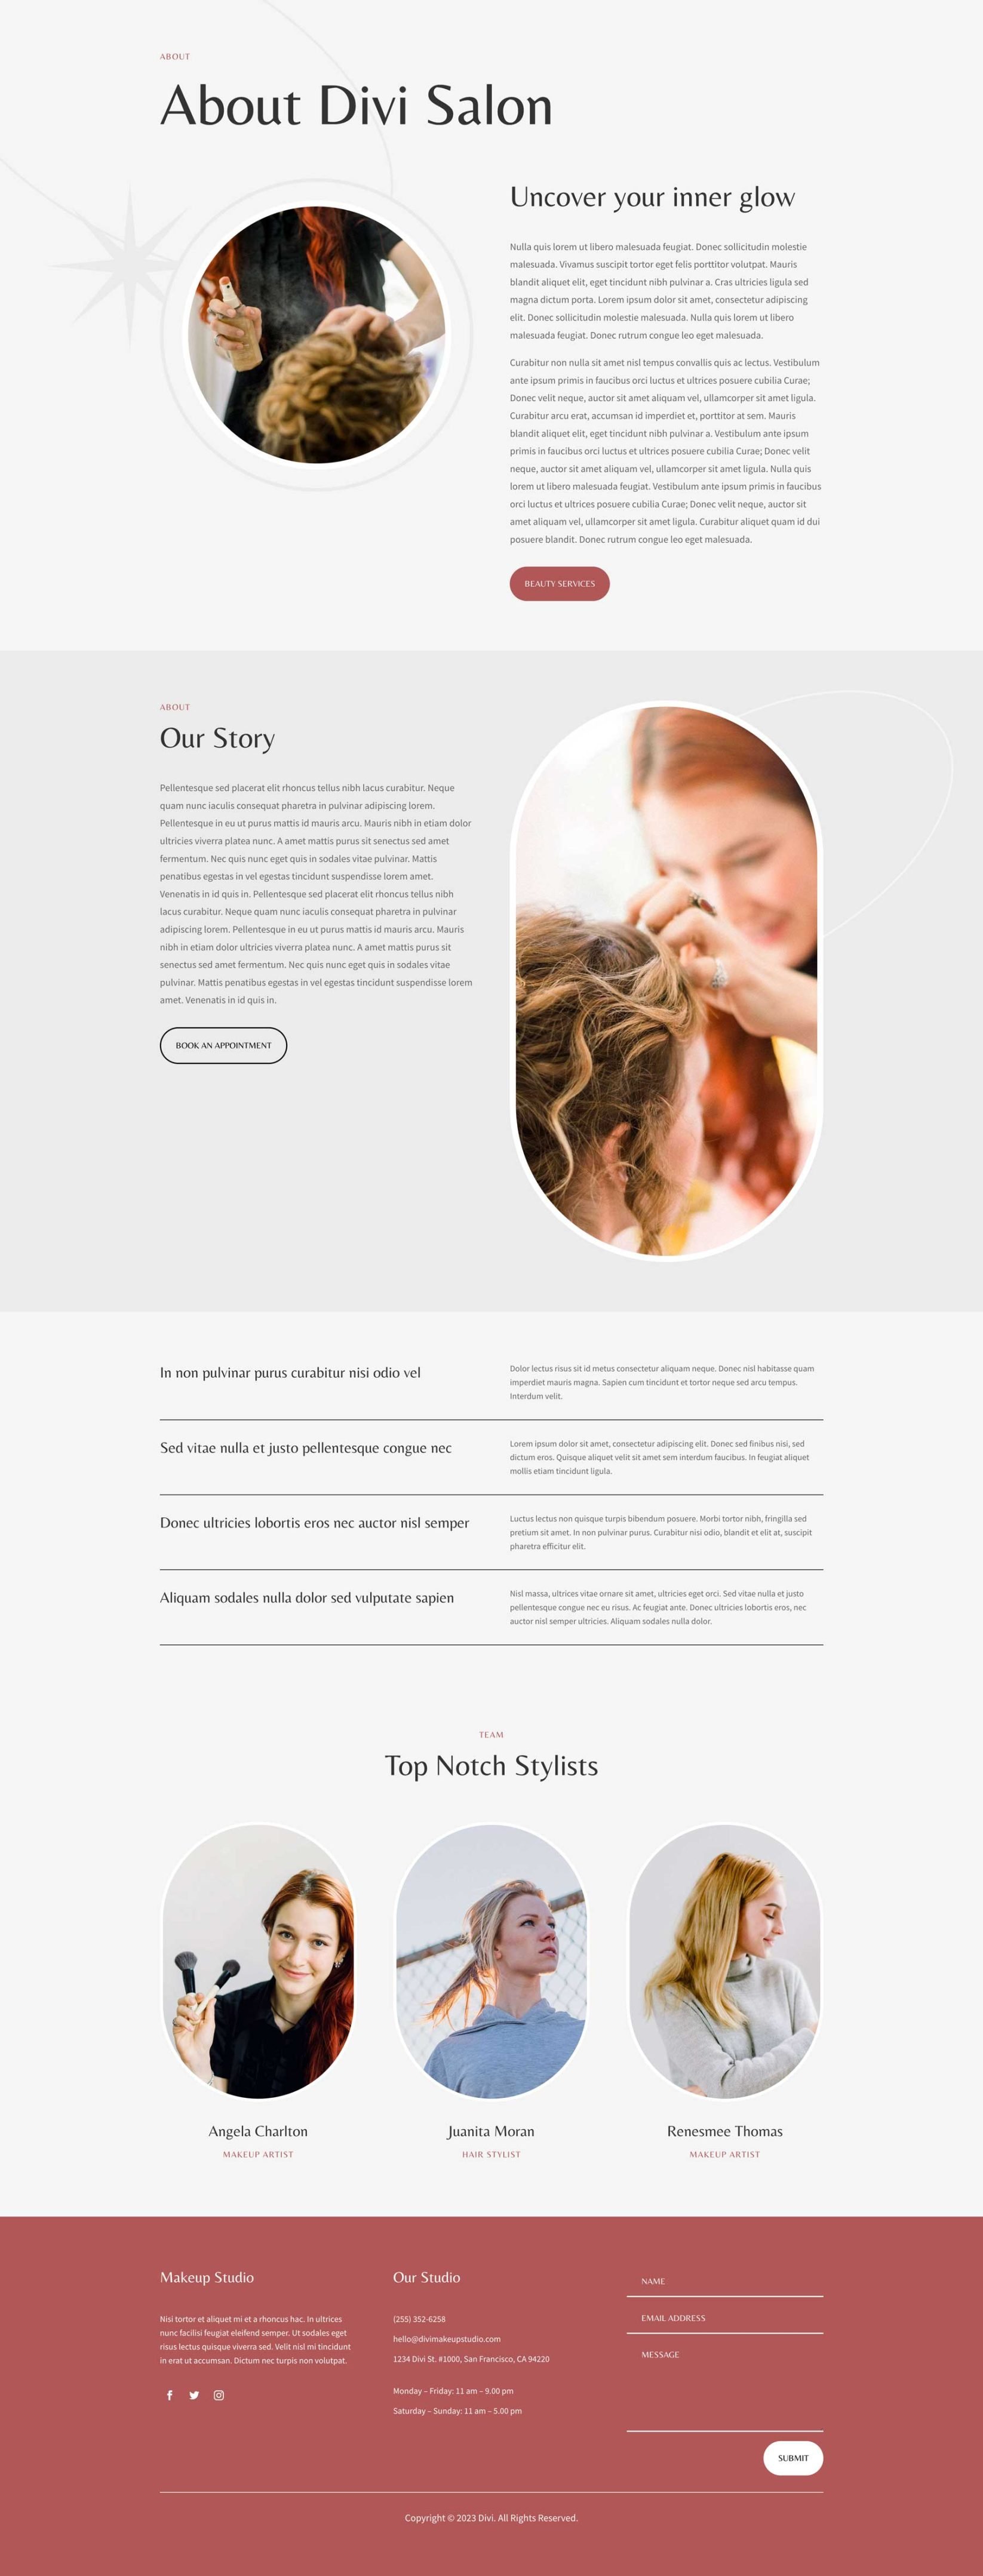 ABOUT
About Divi Salon
Uncover your inner glow
Nulla quis lorem ut libero malesuada feugiat. Donec sollicitudin molestie
malesuada. Vivamus suscipit tortor eget felis porttitor volutpat. Mauris
blandit aliquet elit, eget tincidunt nibh pulvinar a. Cras ultricies ligula sed
magna dictum porta. Lorem ipsum dolor sit amet, consectetur adipiscing
elit. Donec sollicitudin molestie malesuada. Nulla quis lorem ut libero
malesuada feugiat. Donec rutrum congue leo eget malesuada.
Curabitur non nulla sit amet nisl tempus convallis quis ac lectus. Vestibulum
ante ipsum primis in faucibus orci luctus et ultrices posuere cubilia Curae;
Donec velit neque, auctor sit amet aliquam vel, ullamcorper sit amet ligula.
Curabitur arcu erat, accumsan id imperdiet et, porttitor at sem. Mauris
blandit aliquet elit, eget tincidunt nibh pulvinar a. Vestibulum ante ipsum
primis in faucibus orci luctus et ultrices posuere cubilia Curae; Donec velit
neque, auctor sit amet aliquam vel, ullamcorper sit amet ligula. Nulla quis
lorem ut libero malesuada feugiat. Vestibulum ante ipsum primis in faucibus
orci luctus et ultrices posuere cubilia Curae; Donec velit neque, auctor sit
amet aliquam vel, ullamcorper sit amet ligula. Curabitur aliquet quam id dui
posuere blandit. Donec rutrum congue leo eget malesuada.
BEAUTY SERVICES
ABOUT
Our Story
Pellentesque sed placerat elit rhoncus tellus nibh lacus curabitur. Neque
quam nunc iaculis consequat pharetra in pulvinar adipiscing lorem.
Pellentesque in eu ut purus mattis id mauris arcu. Mauris nibh in etiam dolor
ultricies viverra platea nunc. A amet mattis purus sit senectus sed amet
fermentum. Nec quis nunc eget quis in sodales vitae pulvinar. Mattis
penatibus egestas in vel egestas tincidunt suspendisse lorem amet.
Venenatis in id quis in. Pellentesque sed placerat elit rhoncus tellus nibh
lacus curabitur. Neque quam nunc iaculis consequat pharetra in pulvinar
adipiscing lorem. Pellentesque in eu ut purus mattis id mauris arcu. Mauris
nibh in etiam dolor ultricies viverra platea nunc. A amet mattis purus sit
senectus sed amet fermentum. Nec quis nunc eget quis in sodales vitae
pulvinar. Mattis penatibus egestas in vel egestas tincidunt suspendisse lorem
amet. Venenatis in id quis in.
BOOK AN APPOINTMENT
In non pulvinar purus curabitur nisi odio vel
Dolor lectus risus sit id metus consectetur aliquam neque. Donec nisl habitasse quam
imperdiet mauris magna. Sapien cum tincidunt et tortor neque sed arcu tempus.
Interdum velit.
Sed vitae nulla et justo pellentesque congue nec
Lorem ipsum dolor sit amet, consectetur adipiscing elit. Donec sed finibus nisi, sed
dictum eros. Quisque aliquet velit sit amet sem interdum faucibus. In feugiat aliquet
mollis etiam tincidunt ligula.
Donec ultricies lobortis eros nec auctor nisl semper
Luctus lectus non quisque turpis bibendum posuere. Morbi tortor nibh, fringilla sed
pretium sit amet. In non pulvinar purus. Curabitur nisi odio, blandit et elit at, suscipit
pharetra efficitur elit.
Aliquam sodales nulla dolor sed vulputate sapien
Nisl massa, ultrices vitae ornare sit amet, ultricies eget orci. Sed vitae nulla et justo
pellentesque congue nec eu risus. Ac feugiat ante. Donec ultricies lobortis eros, nec
auctor nisl semper ultricies. Aliquam sodales nulla dolor.
TEAM
Top Notch Stylists
Angela Charlton
MAKEUP ARTIST
Juanita Moran
HAIR STYLIST
Renesmee Thomas
MAKEUP ARTIST
Makeup Studio
Nisi tortor et aliquet mi et a rhoncus hac. In ultrices
nunc facilisi feugiat eleifend semper. Ut sodales eget
risus lectus quisque viverra sed. Velit nisl mi tincidunt
in erat ut accumsan. Dictum nec turpis non volutpat.
Our Studio
(255) 352-6258
hello@divimakeupstudio.com
1234 Divi St. #1000, San Francisco, CA 94220
Monday – Friday: 11 am – 9.00 pm
Saturday – Sunday: 11 am – 5.00 pm
NAME
EMAIL ADDRESS
MESSAGE
SUBMIT
Copyright © 2023 Divi. All Rights Reserved.